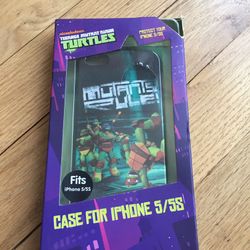 nickelodeon
TEENAGE MUTANT NINJA
TURTLES
PROTECT YOUR
IPHONE 5/5S
MUTANTS
RULE!
Fits
iPhone 5/5S
CASE FOR IPHONE 5/5S